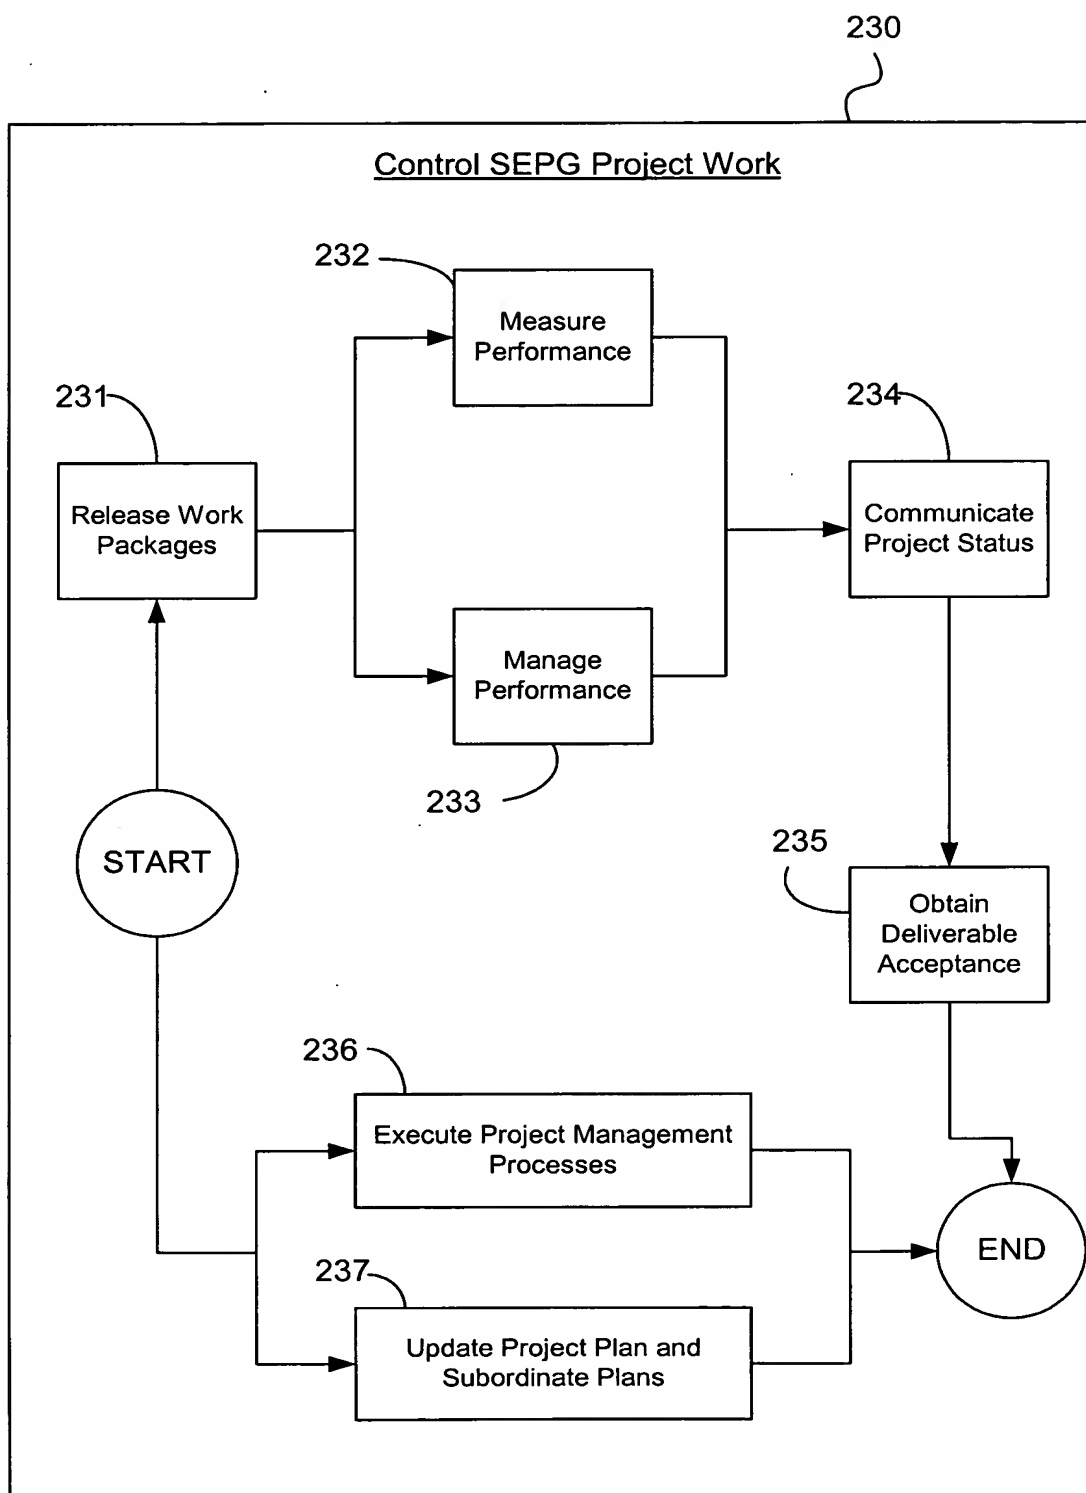 230
Control SEPG Project Work
232
Measure
Performance
231
Release Work
Packages
234
Communicate
Project Status
Manage
Performance
233
START
235
Obtain
Deliverable
Acceptance
236
Execute Project Management
Processes
END
237
Update Project Plan and
Subordinate Plans